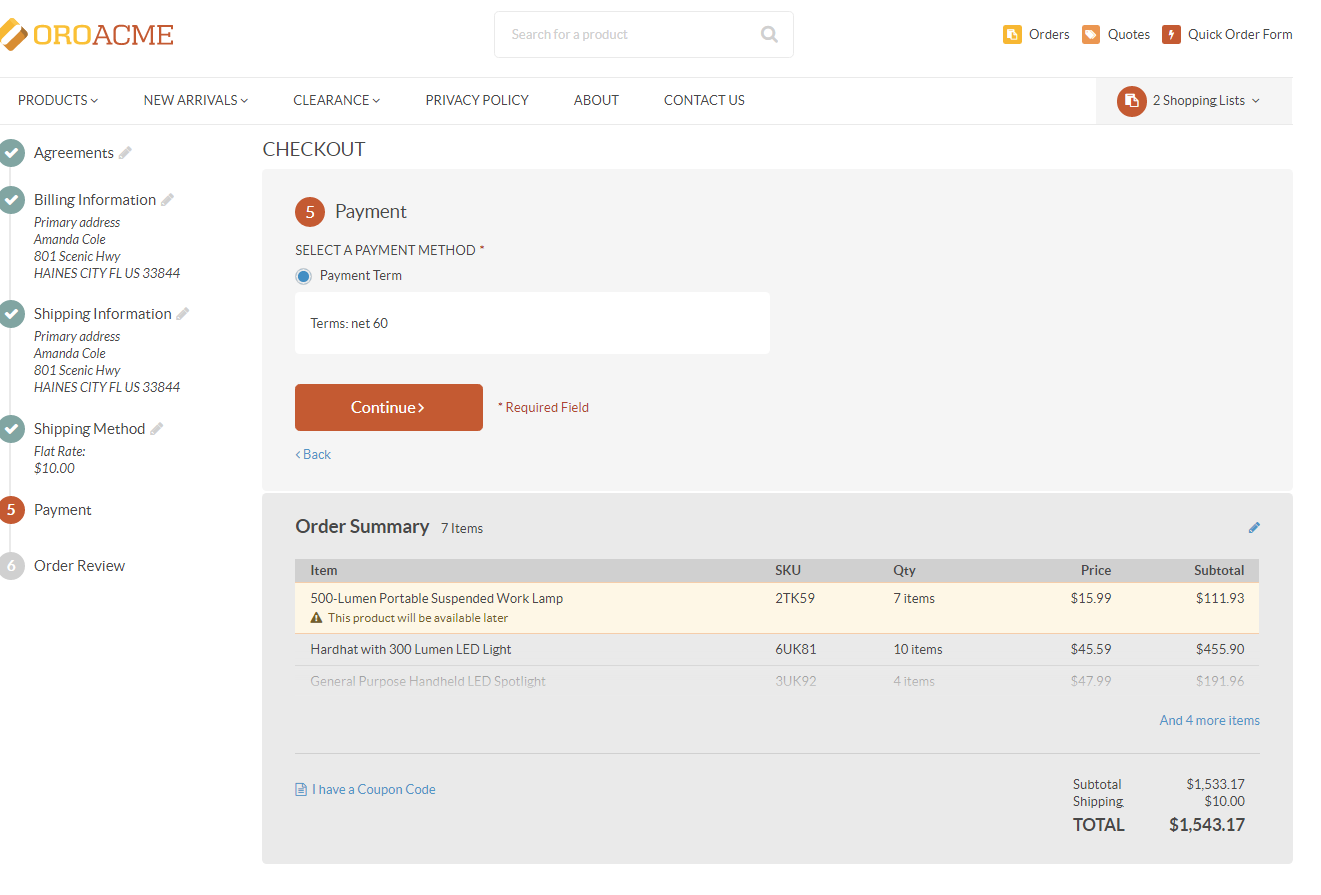 OROACME
Search for a product
Orders Quotes Quick Order Form
PRODUCTS NEW ARRIVALS CLEARANCE PRIVACY POLICY ABOUT CONTACT US 2 Shopping Lists
Agreements
Billing Information
Primary address
Amanda Cole
801 Scenic Hwy
HAINES CITY FL US 33844
Shipping Information
Primary address
Amanda Cole
801 Scenic Hwy
HAINES CITY FL US 33844
Shipping Method
Flat Rate:
$10.00
5 Payment
6 Order Review
CHECKOUT
5 Payment
SELECT A PAYMENT METHOD *
Payment Term
Terms: net 60
Continue >
* Required Field
< Back
Order Summary 7 Items
Item SKU Qty Price Subtotal
500-Lumen Portable Suspended Work Lamp 2TK59 7 items $15.99 $111.93
This product will be available later
Hardhat with 300 Lumen LED Light 6UK81 10 items $45.59 $455.90
General Purpose Handheld LED Spotlight 3UK92 4 items $47.99 $191.96
And 4 more items
I have a Coupon Code
Subtotal $1,533.17
Shipping $10.00
TOTAL $1,543.17